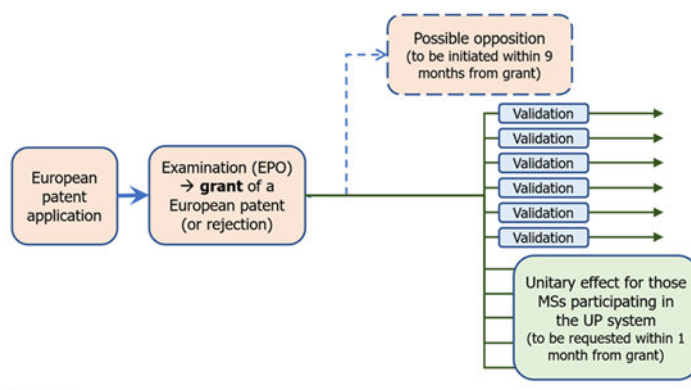 Possible opposition
(to be initiated within 9
months from grant)
Validation
Validation
Validation
Validation
Validation
Validation
European
patent
application
Examination (EPO)
→ grant of a
European patent
(or rejection)
Unitary effect for those
MSs participating in
the UP system
(to be requested within 1
month from grant)